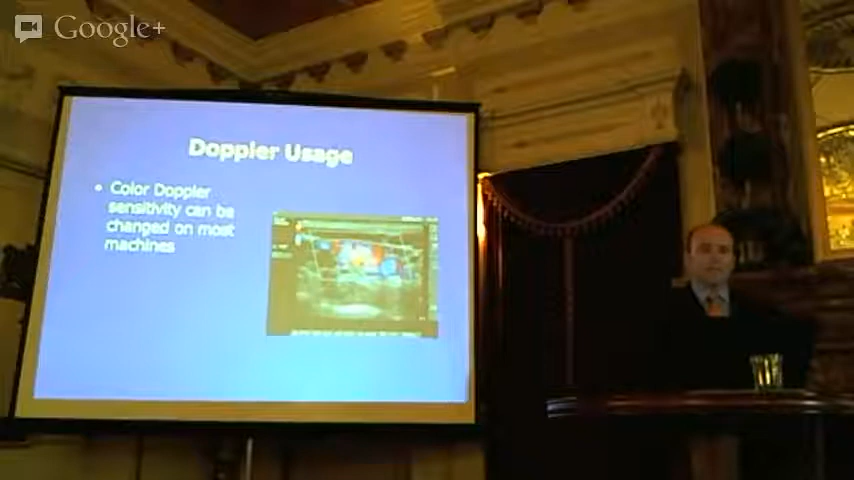 Google+
Doppler Usage
• Color Doppler
sensitivity can be
changed on most
machines